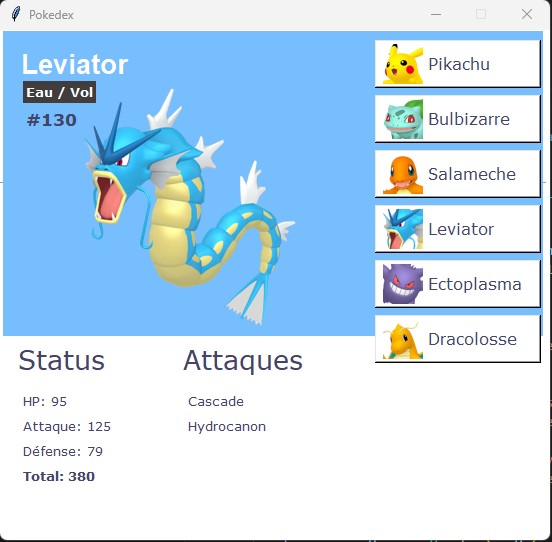 Pokedex
Leviator
Eau / Vol
#130
Pikachu
Bulbizarre
Salameche
Leviator
Ectoplasma
Dracolosse
Status
HP: 95
Attaque: 125
Défense: 79
Total: 380
Attaques
Cascade
Hydrocanon